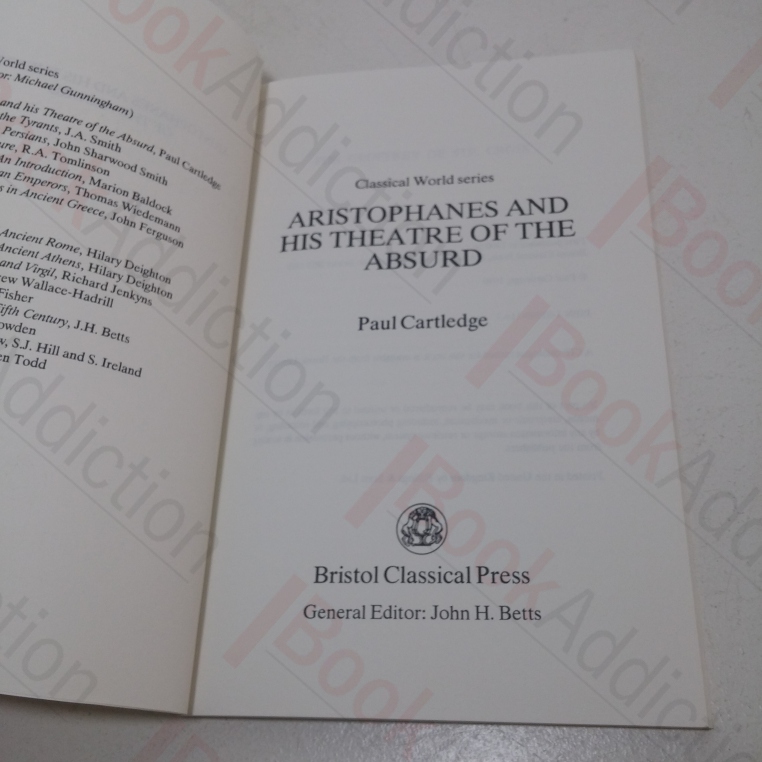 orld series
or: Michael Gunningham)
and his Theatre of the Absurd, Paul Cartledge
the Tyrants, J.A. Smith
Persians, John Sharwood Smith
ure, R.A. Tomlinson
An Introduction, Marion Baldock
an Emperors, Thomas Wiedemann
s in Ancient Greece, John Ferguson
Ancient Rome, Hilary Deighton
Ancient Athens, Hilary Deighton
and Virgil, Richard Jenkyns
ew Wallace-Hadrill
Fisher
ifth Century, J.H. Betts
owden
w, S.J. Hill and S. Ireland
en Todd
Classical World series
ARISTOPHANES AND
HIS THEATRE OF THE
ABSURD
Paul Cartledge
Bristol Classical Press
General Editor: John H. Betts
BookAddiction